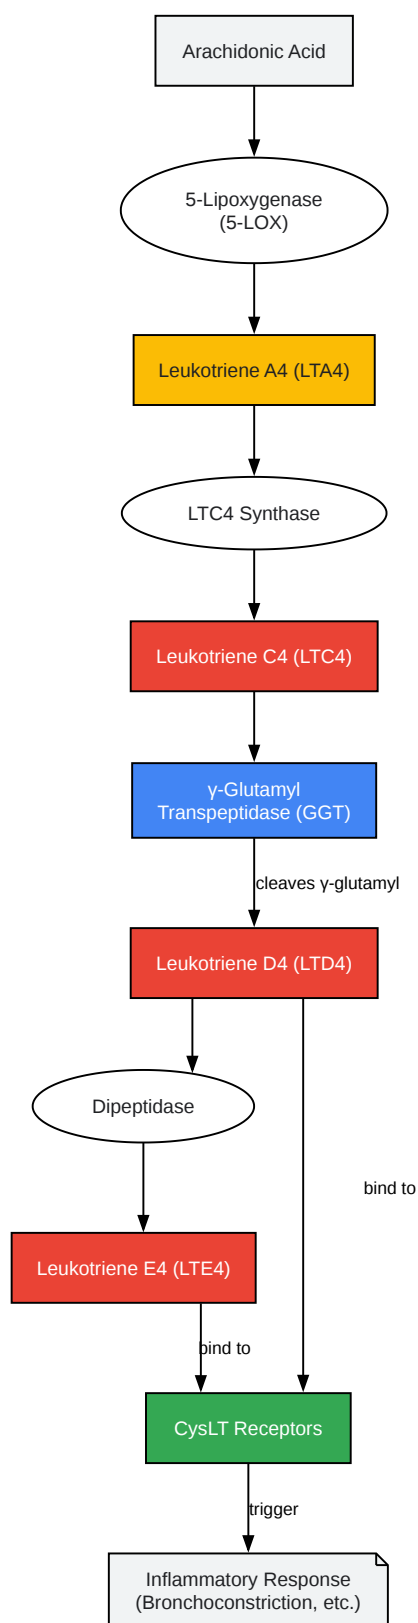 Arachidonic Acid
5-Lipoxygenase
(5-LOX)
Leukotriene A4 (LTA4)
LTC4 Synthase
Leukotriene C4 (LTC4)
γ-Glutamyl
Transpeptidase (GGT)
cleaves γ-glutamyl
Leukotriene D4 (LTD4)
Dipeptidase
bind to
Leukotriene E4 (LTE4)
bind to
CysLT Receptors
trigger
Inflammatory Response
(Bronchoconstriction, etc.)